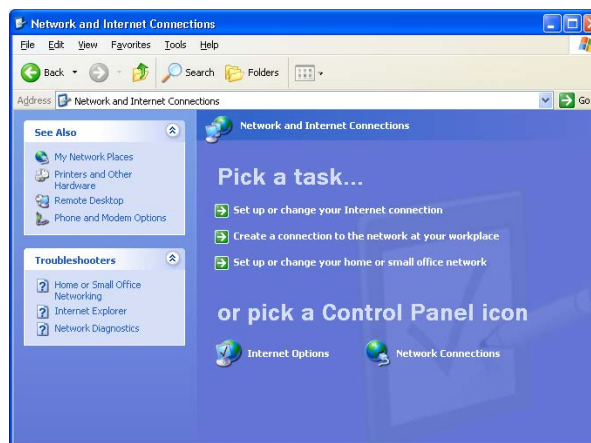 Network and Internet Connections
File Edit View Favorites Tools Help
Back Search Folders
Address Network and Internet Connections Go
See Also
My Network Places
Printers and Other
Hardware
Remote Desktop
Phone and Modem Options
Troubleshooters
Home or Small Office
Networking
Internet Explorer
Network Diagnostics
Network and Internet Connections
Pick a task...
Set up or change your Internet connection
Create a connection to the network at your workplace
Set up or change your home or small office network
or pick a Control Panel icon
Internet Options Network Connections